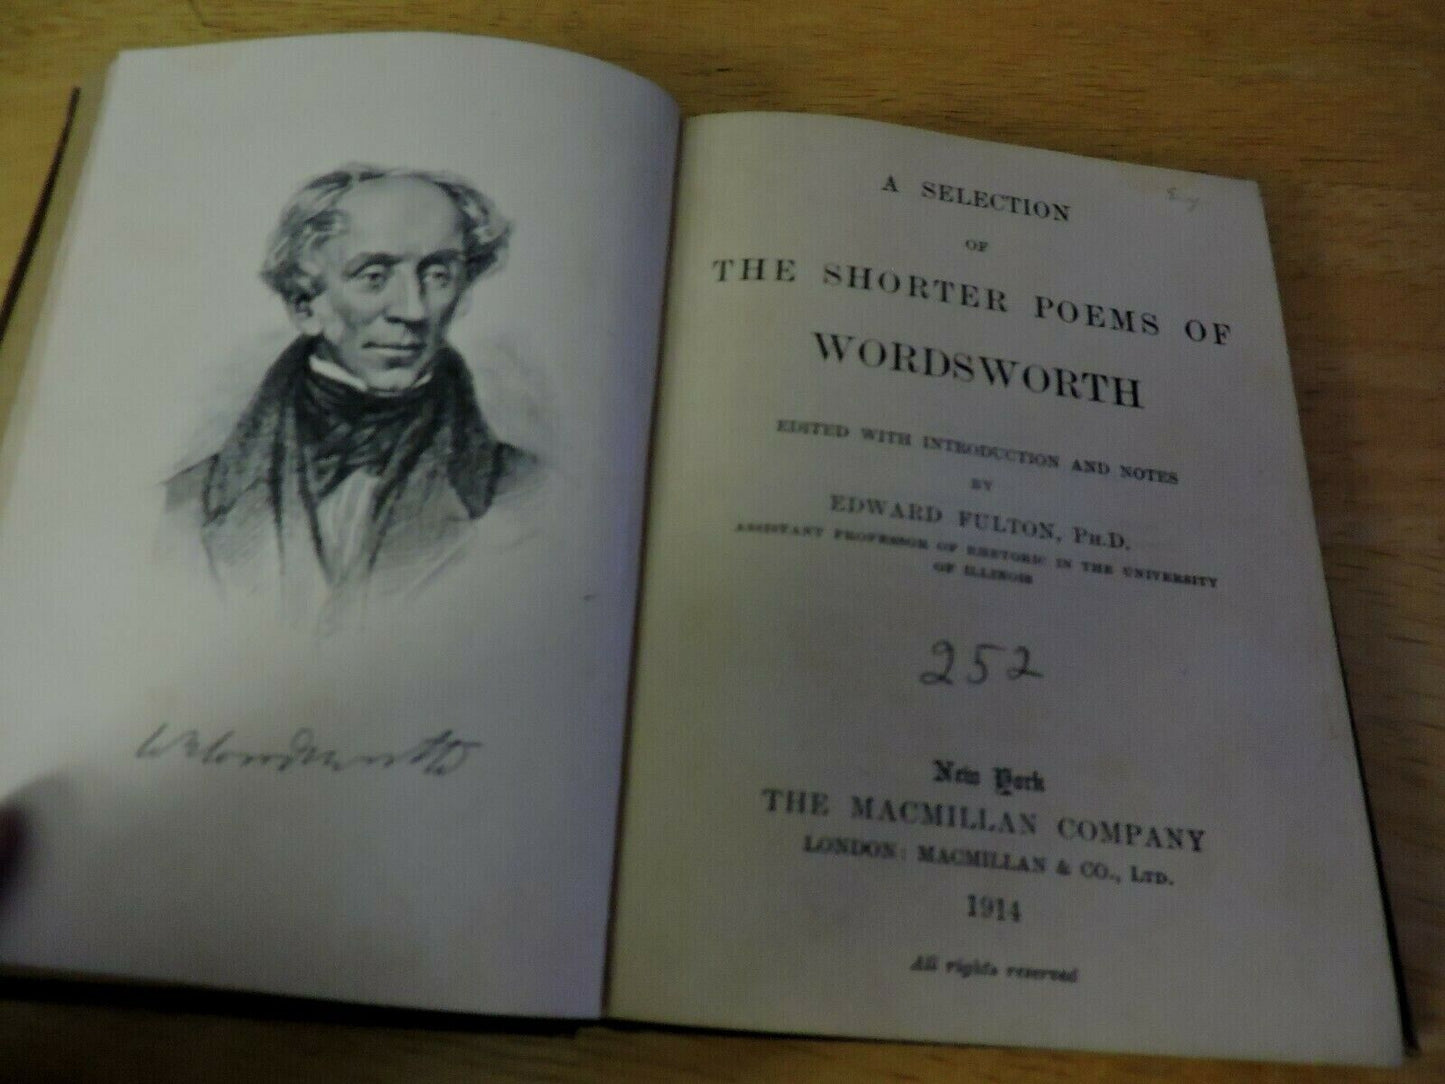 Wm Wordsworth
A SELECTION
OF
THE SHORTER POEMS OF
WORDSWORTH
EDITED WITH INTRODUCTION AND NOTES
BY
EDWARD FULTON, PH.D.
ASSISTANT PROFESSOR OF RHETORIC IN THE UNIVERSITY
OF ILLINOIS
252
New York
THE MACMILLAN COMPANY
LONDON: MACMILLAN & CO., LTD.
1914
All rights reserved